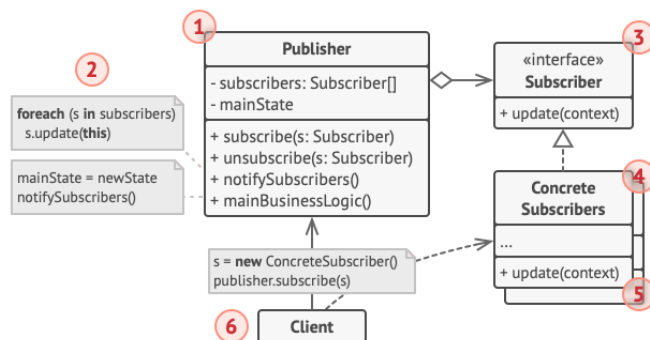 1
Publisher
- subscribers: Subscriber[]
- mainState
+ subscribe(s: Subscriber)
+ unsubscribe(s: Subscriber)
+ notifySubscribers()
+ mainBusinessLogic()
2
foreach (s in subscribers)
s.update(this)
mainState = newState
notifySubscribers()
3
«interface»
Subscriber
+ update(context)
4
Concrete
Subscribers
...
+ update(context)
5
s = new ConcreteSubscriber()
publisher.subscribe(s)
6
Client